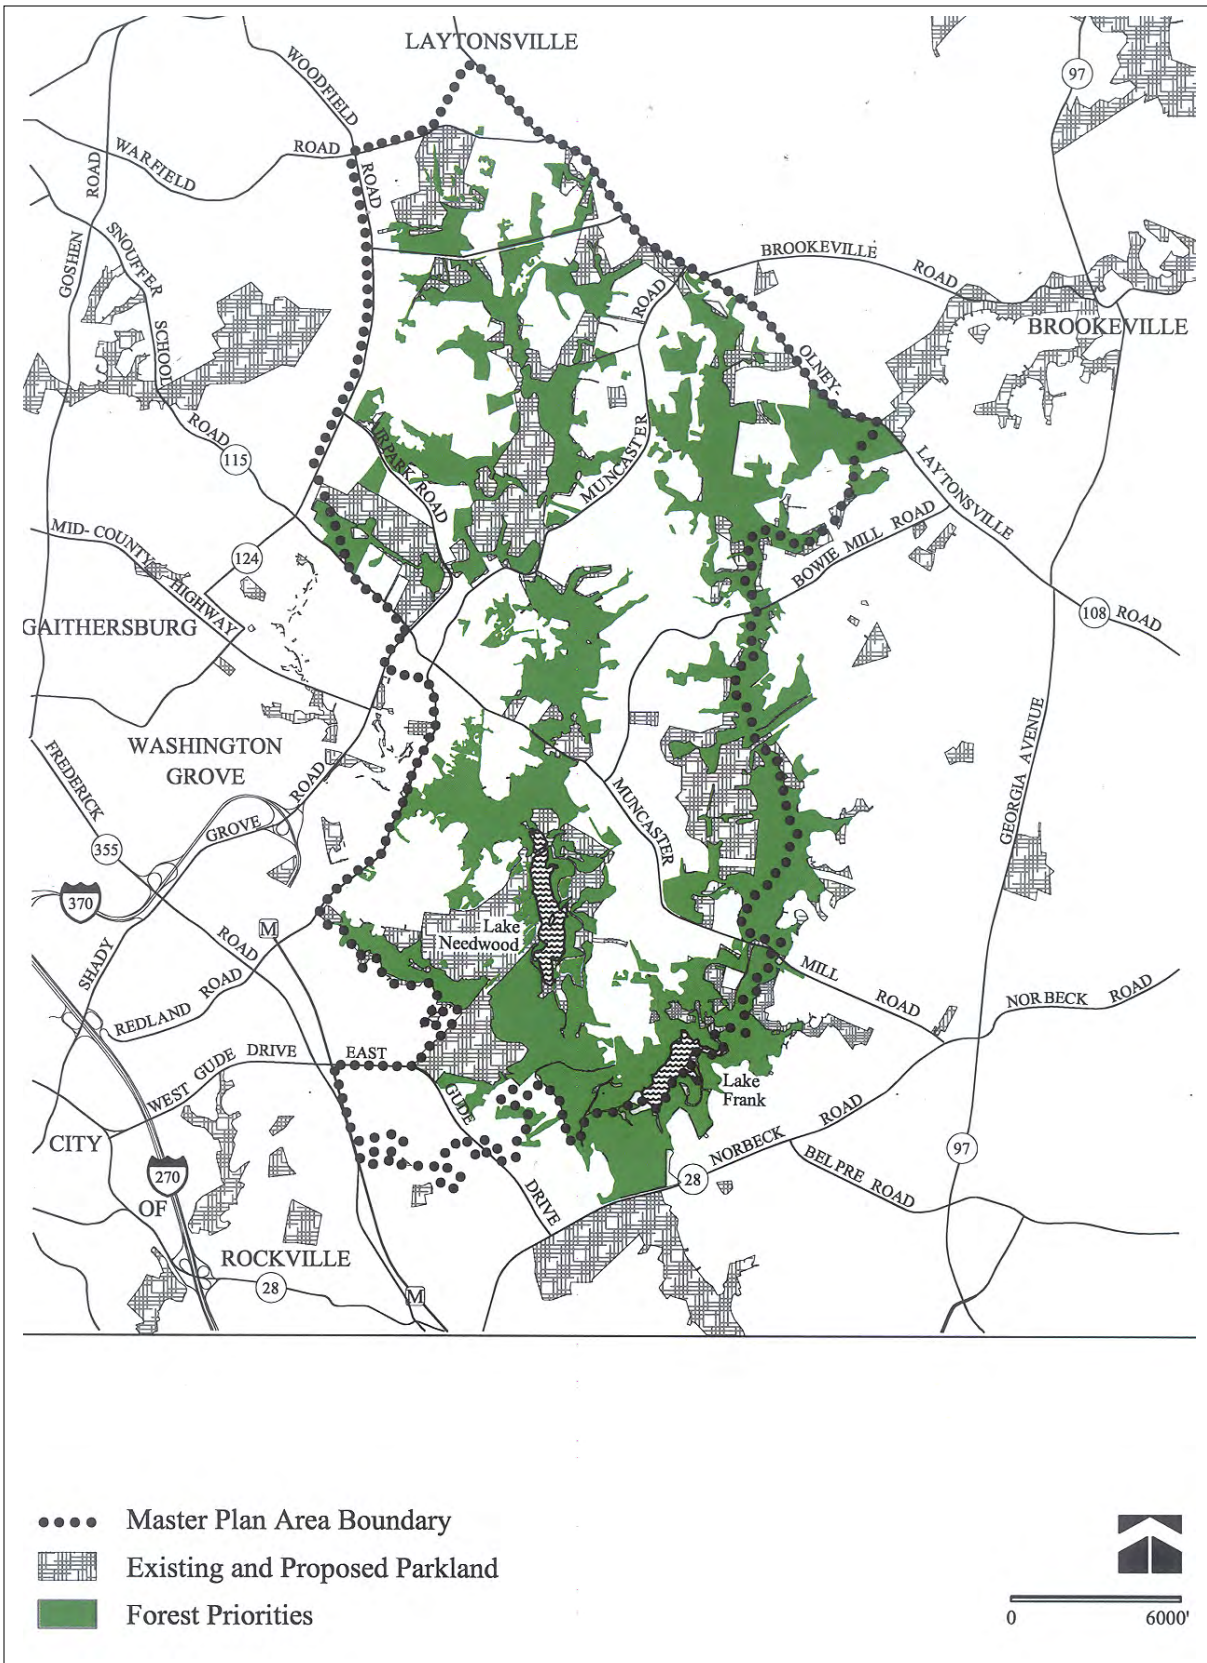 LAYTONSVILLE
97
WOODFIELD
ROAD
WARFIELD
ROAD
ROAD
GOSHEN
SNOUFFER
SCHOOL
ROAD
115
BROOKEVILLE
ROAD
BROOKEVILLE
ROAD
MUNCASTER
OLNEY-
LAYTONSVILLE
108
ROAD
AIRPARK ROAD
BOWIE MILL ROAD
MID-COUNTY
HIGHWAY
124
GAITHERSBURG
WASHINGTON
GROVE
FREDERICK
355
ROAD
370
SHADY
GROVE
ROAD
M
REDLAND
ROAD
Lake
Needwood
MUNCASTER
MILL
ROAD
GEORGIA AVENUE
NORBECK
ROAD
WEST GUDE
DRIVE
EAST
GUDE
DRIVE
Lake
Frank
NORBECK
ROAD
28
BELPRE ROAD
97
CITY
OF
ROCKVILLE
270
28
M
Master Plan Area Boundary
Existing and Proposed Parkland
Forest Priorities
0
6000'